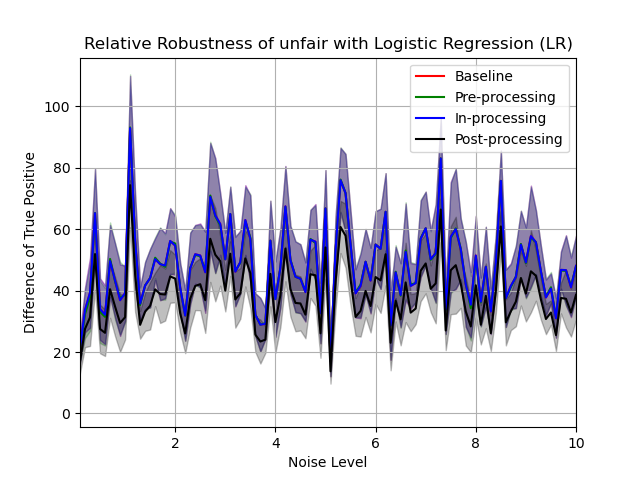 Relative Robustness of unfair with Logistic Regression (LR)
Baseline
Pre-processing
In-processing
Post-processing
Difference of True Positive
100
80
60
40
20
0
2
4
6
8
10
Noise Level